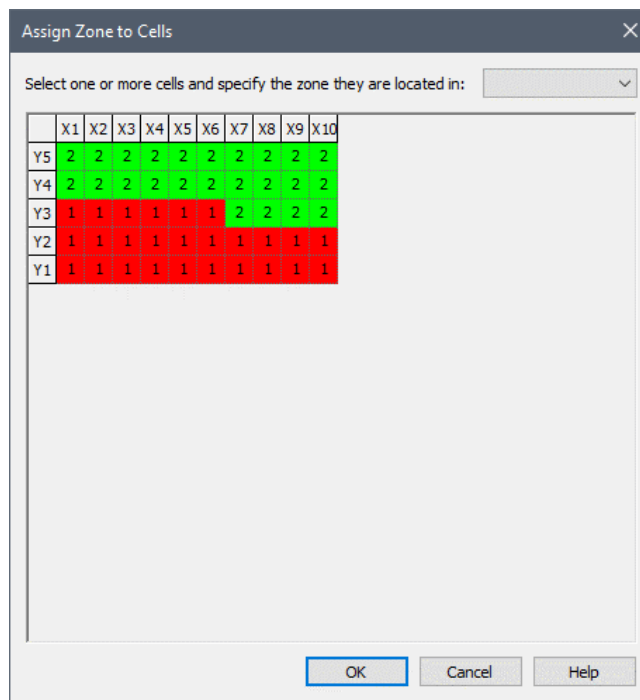 Assign Zone to Cells
Select one or more cells and specify the zone they are located in:
X1 X2 X3 X4 X5 X6 X7 X8 X9 X10
Y5 2 2 2 2 2 2 2 2 2 2
Y4 2 2 2 2 2 2 2 2 2 2
Y3 1 1 1 1 1 1 2 2 2 2
Y2 1 1 1 1 1 1 1 1 1 1
Y1 1 1 1 1 1 1 1 1 1 1
OK Cancel Help